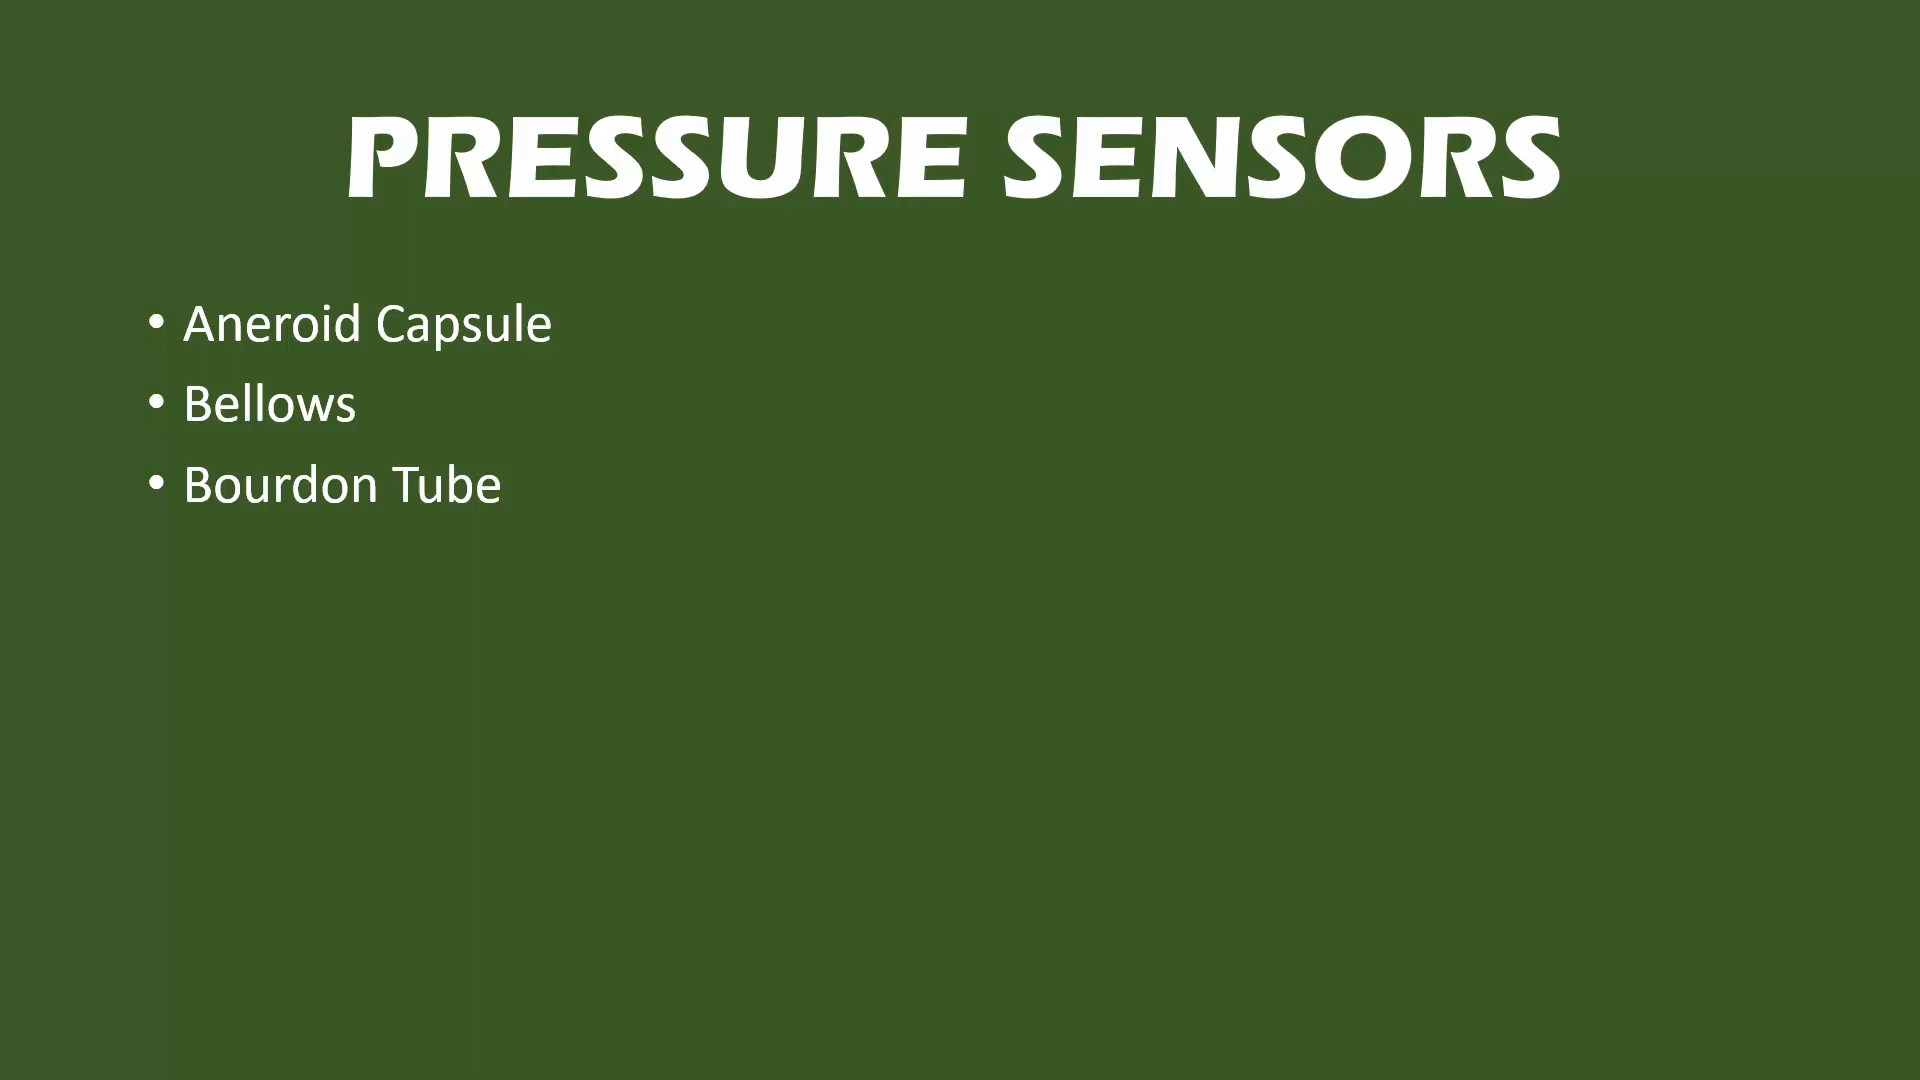 PRESSURE SENSORS
• Aneroid Capsule
• Bellows
• Bourdon Tube